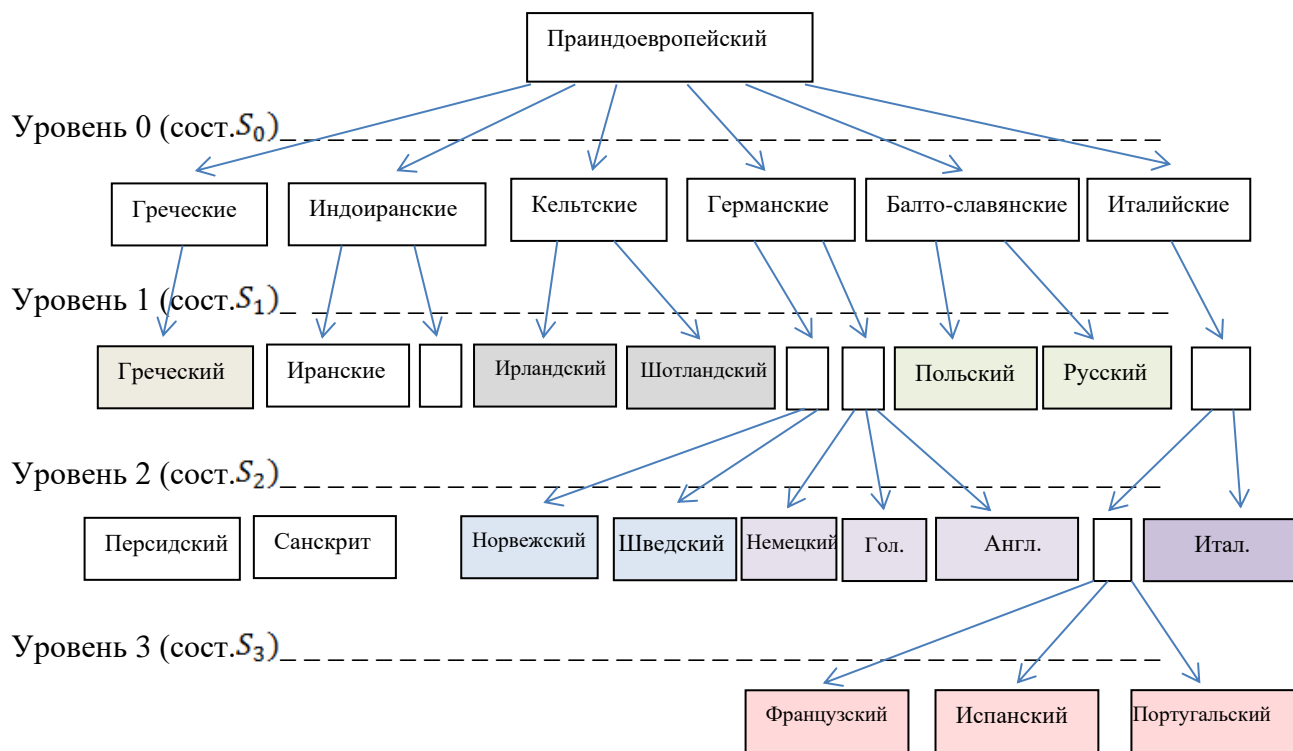 Праиндоевропейский
Уровень 0 (сост.S₀)
Греческие
Индоиранские
Кельтские
Германские
Балто-славянские
Италийские
Уровень 1 (сост.S₁)
Греческий
Иранские
Ирландский
Шотландский
Польский
Русский
Уровень 2 (сост.S₂)
Персидский
Санскрит
Норвежский
Шведский
Немецкий
Гол.
Англ.
Итал.
Уровень 3 (сост.S₃)
Французский
Испанский
Португальский